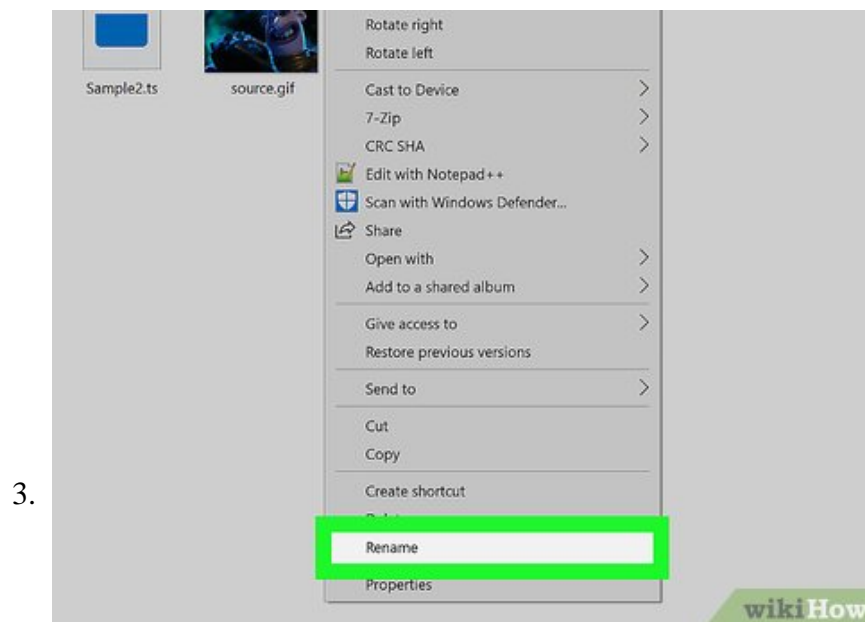 Rotate right
Rotate left
Sample2.ts
source.gif
Cast to Device
7-Zip
CRC SHA
Edit with Notepad++
Scan with Windows Defender...
Share
Open with
Add to a shared album
Give access to
Restore previous versions
Send to
Cut
Copy
3.
Create shortcut
Rename
Properties
wikiHow